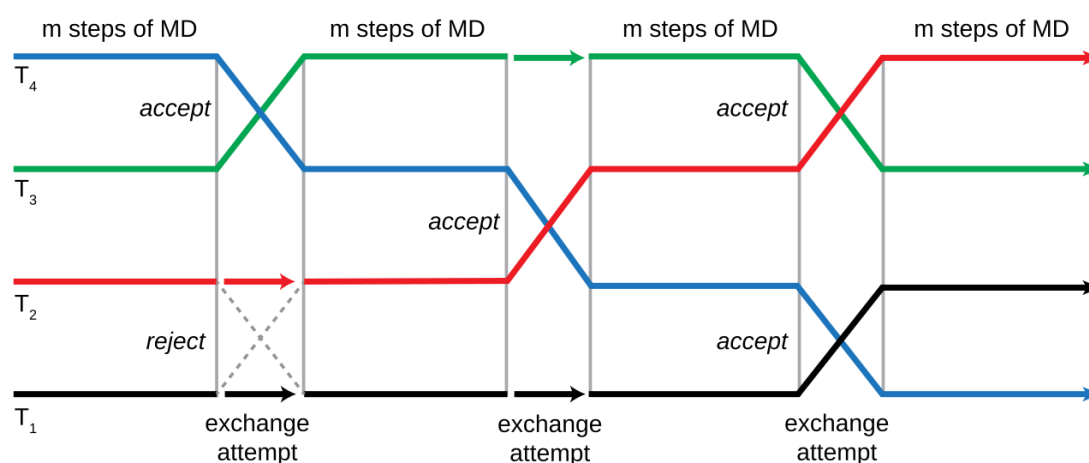 m steps of MD
m steps of MD
m steps of MD
m steps of MD
T4
accept
accept
T3
accept
T2
reject
accept
T1
exchange
attempt
exchange
attempt
exchange
attempt